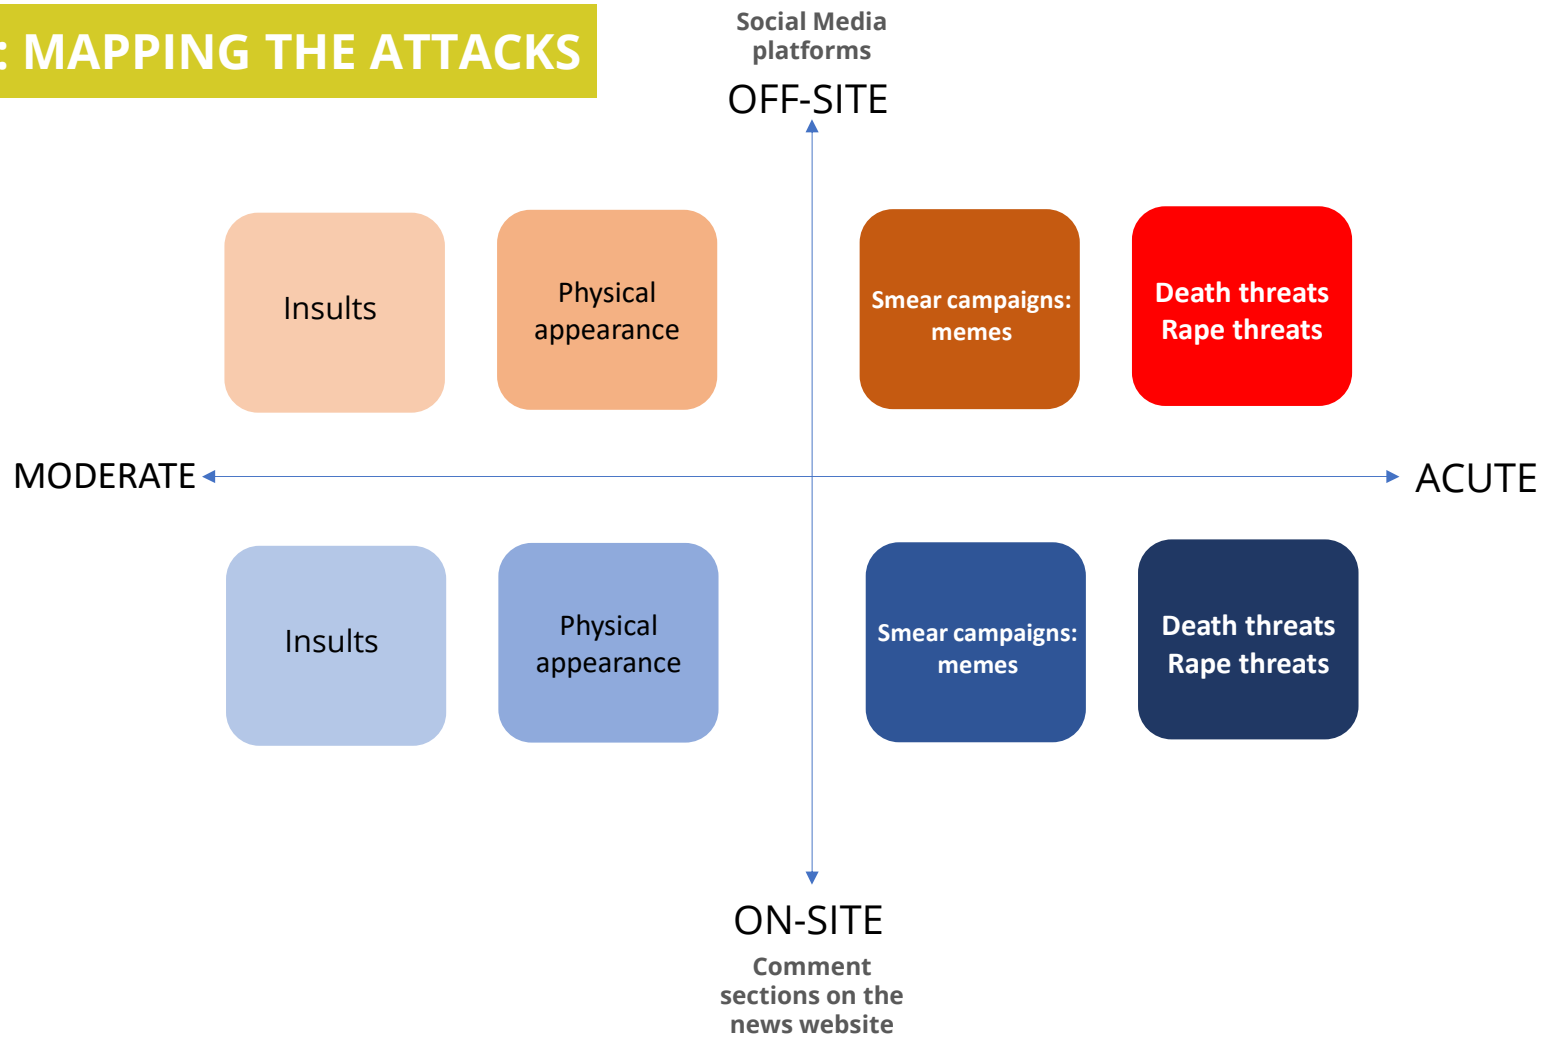 : MAPPING THE ATTACKS
Social Media
platforms
OFF-SITE
Insults
Physical
appearance
Smear campaigns:
memes
Death threats
Rape threats
MODERATE
ACUTE
Insults
Physical
appearance
Smear campaigns:
memes
Death threats
Rape threats
ON-SITE
Comment
sections on the
news website